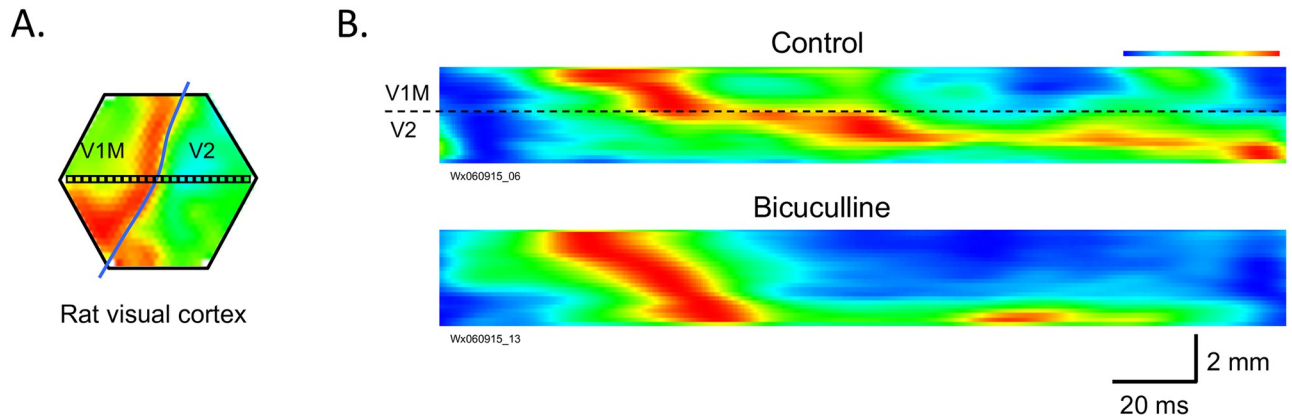 A.
V1M
V2
Rat visual cortex
B.
Control
V1M
V2
Wx060915_06
Bicuculline
Wx060915_13
2 mm
20 ms